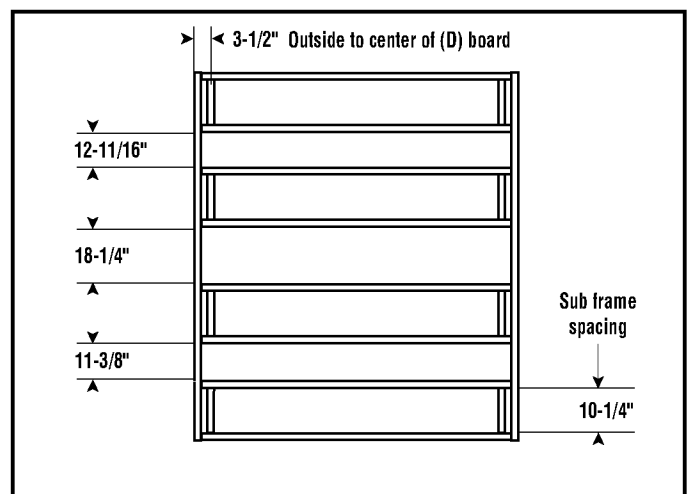 3-1/2" Outside to center of (D) board
12-11/16"
18-1/4"
11-3/8"
Sub frame
spacing
10-1/4"